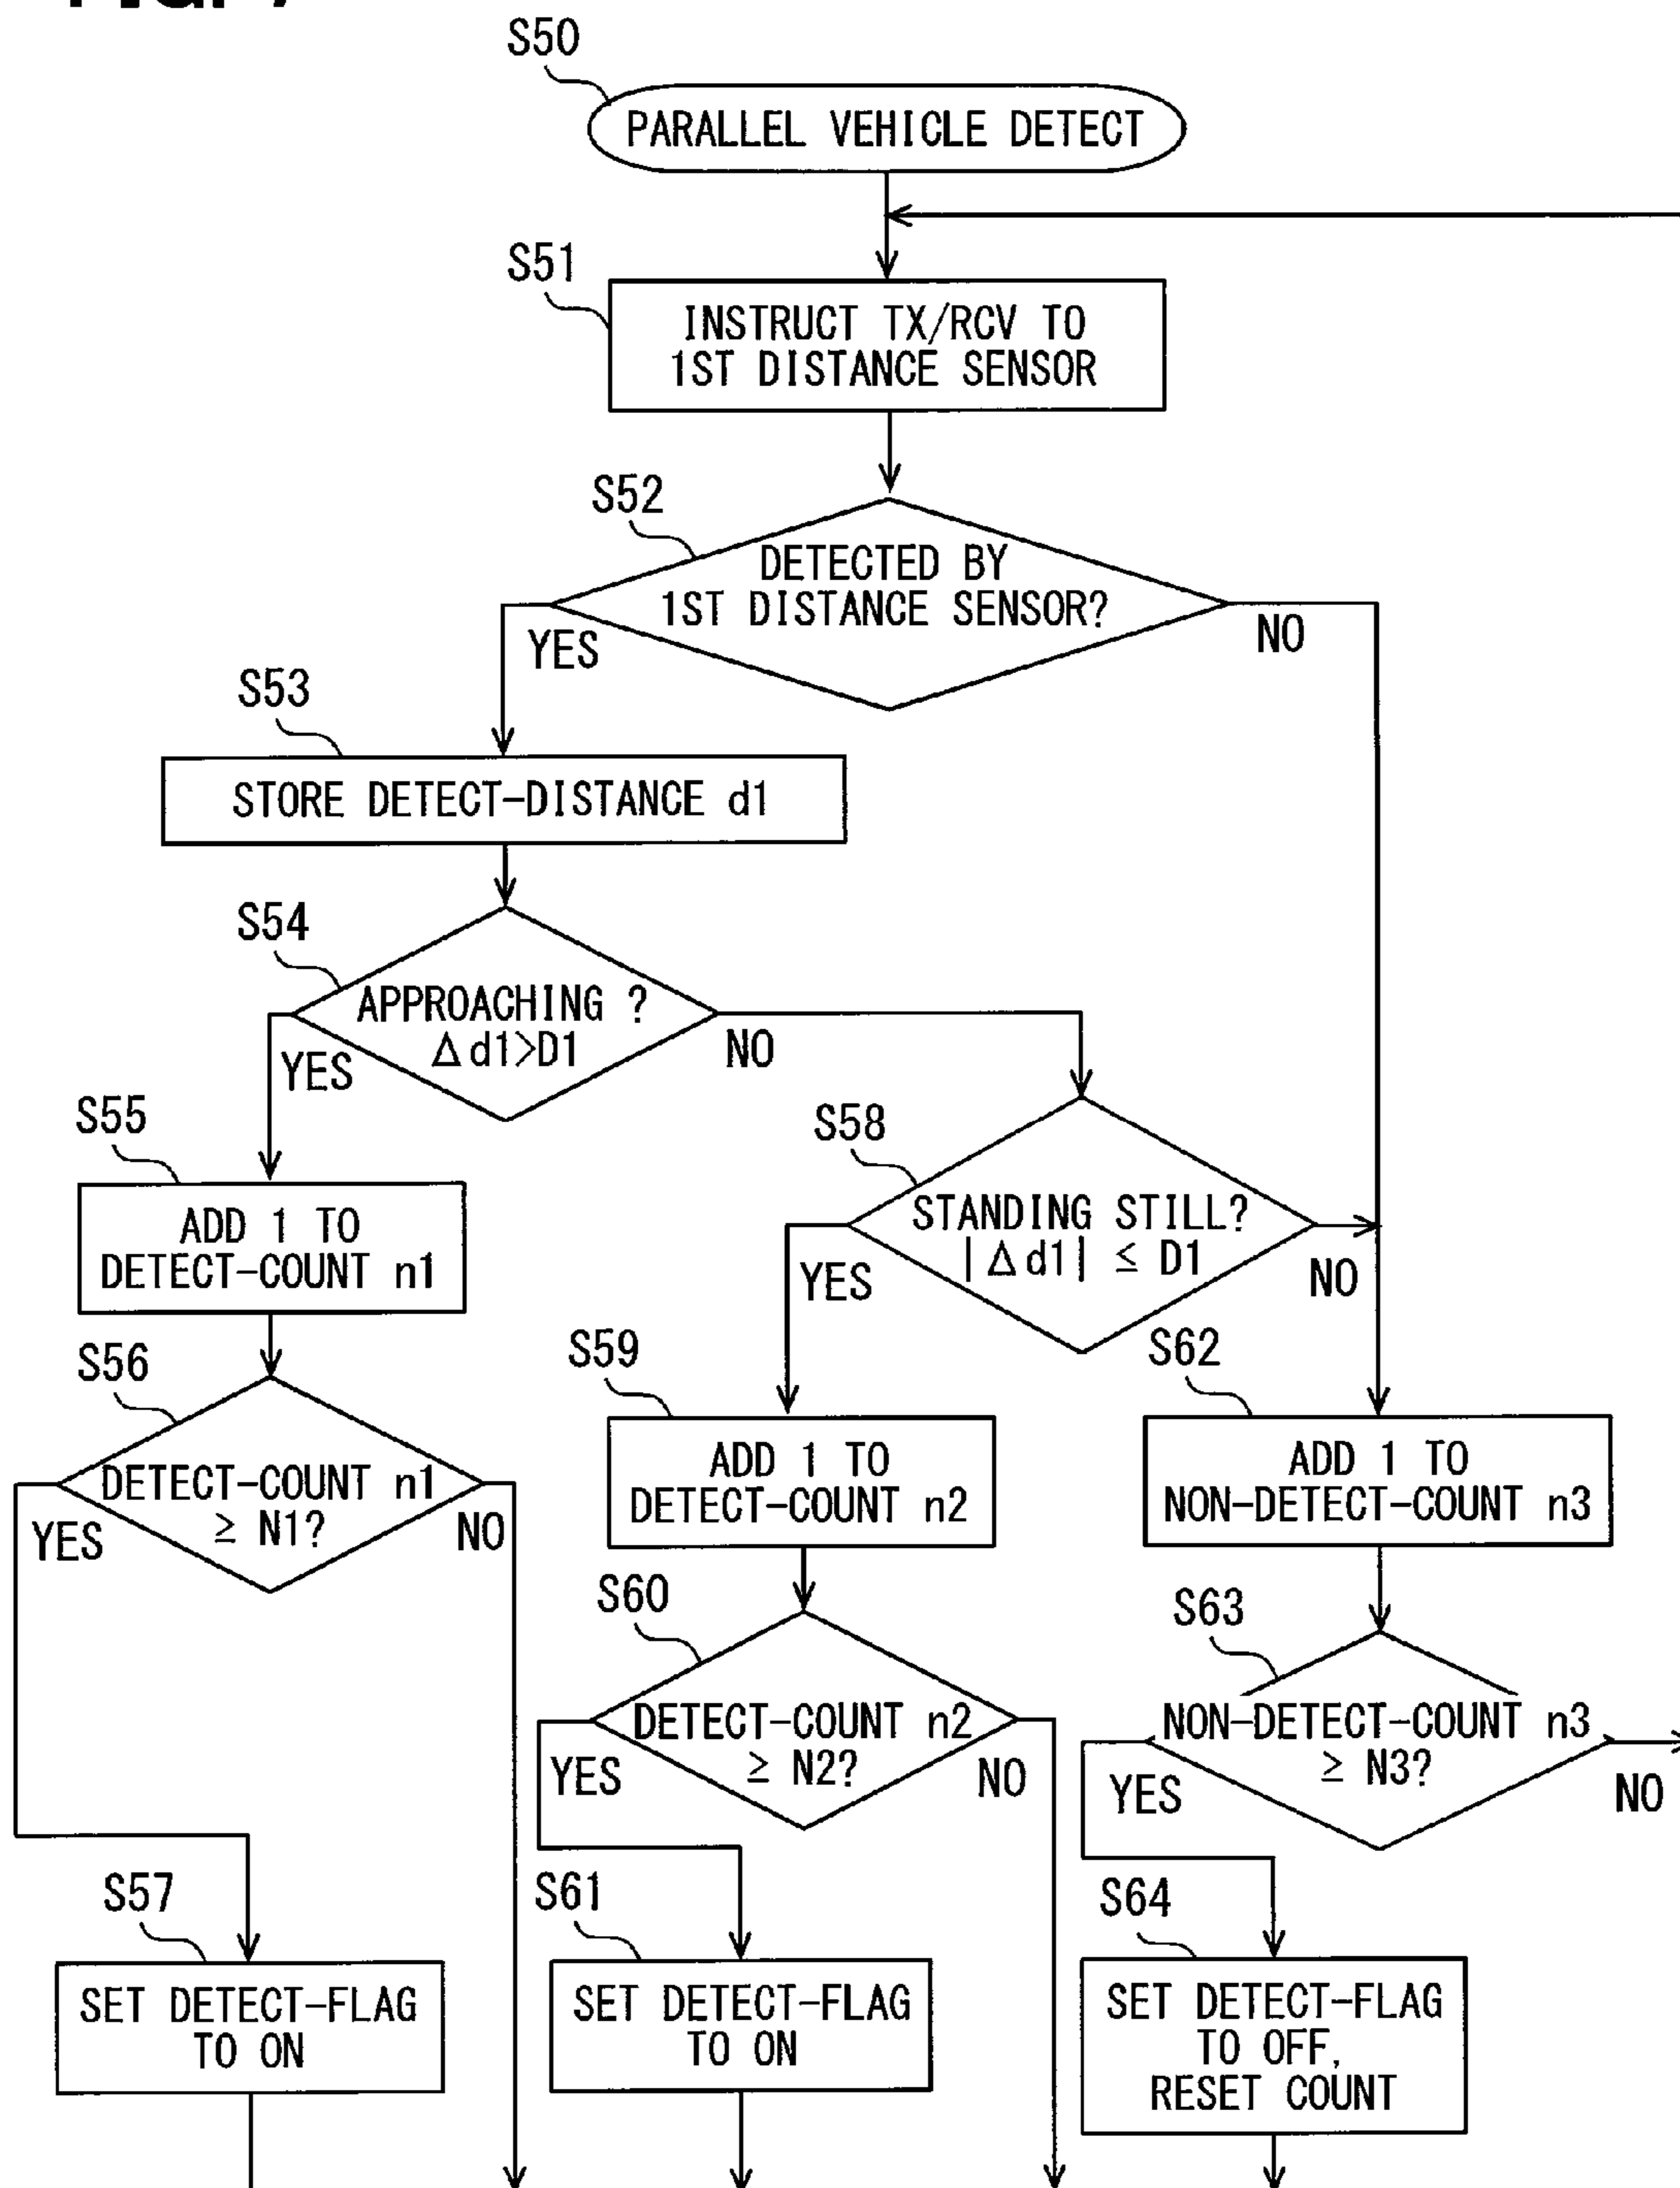 S50
PARALLEL VEHICLE DETECT
S51
INSTRUCT TX/RCV TO
1ST DISTANCE SENSOR
S52
DETECTED BY
1ST DISTANCE SENSOR?
YES
NO
S53
STORE DETECT-DISTANCE d1
S54
APPROACHING ?
Δd1>D1
YES
NO
S55
ADD 1 TO
DETECT-COUNT n1
S58
STANDING STILL?
|Δd1| ≤ D1
YES
NO
S56
DETECT-COUNT n1
≥ N1?
YES
NO
S59
ADD 1 TO
DETECT-COUNT n2
S62
ADD 1 TO
NON-DETECT-COUNT n3
S60
DETECT-COUNT n2
≥ N2?
YES
NO
S63
NON-DETECT-COUNT n3
≥ N3?
YES
NO
S57
SET DETECT-FLAG
TO ON
S61
SET DETECT-FLAG
TO ON
S64
SET DETECT-FLAG
TO OFF,
RESET COUNT